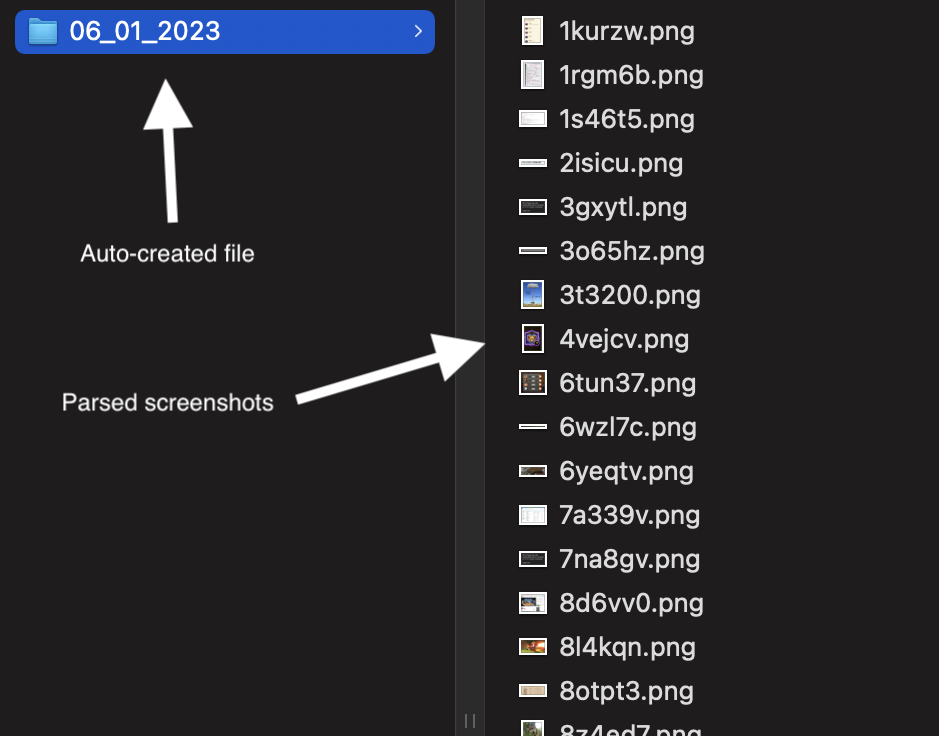 06_01_2023
Auto-created file
Parsed screenshots
1kurzw.png
1rgm6b.png
1s46t5.png
2isicu.png
3gxytl.png
3o65hz.png
3t3200.png
4vejcv.png
6tun37.png
6wzl7c.png
6yeqtv.png
7a339v.png
7na8gv.png
8d6vv0.png
8l4kqn.png
8otpt3.png
8z4ed7.png